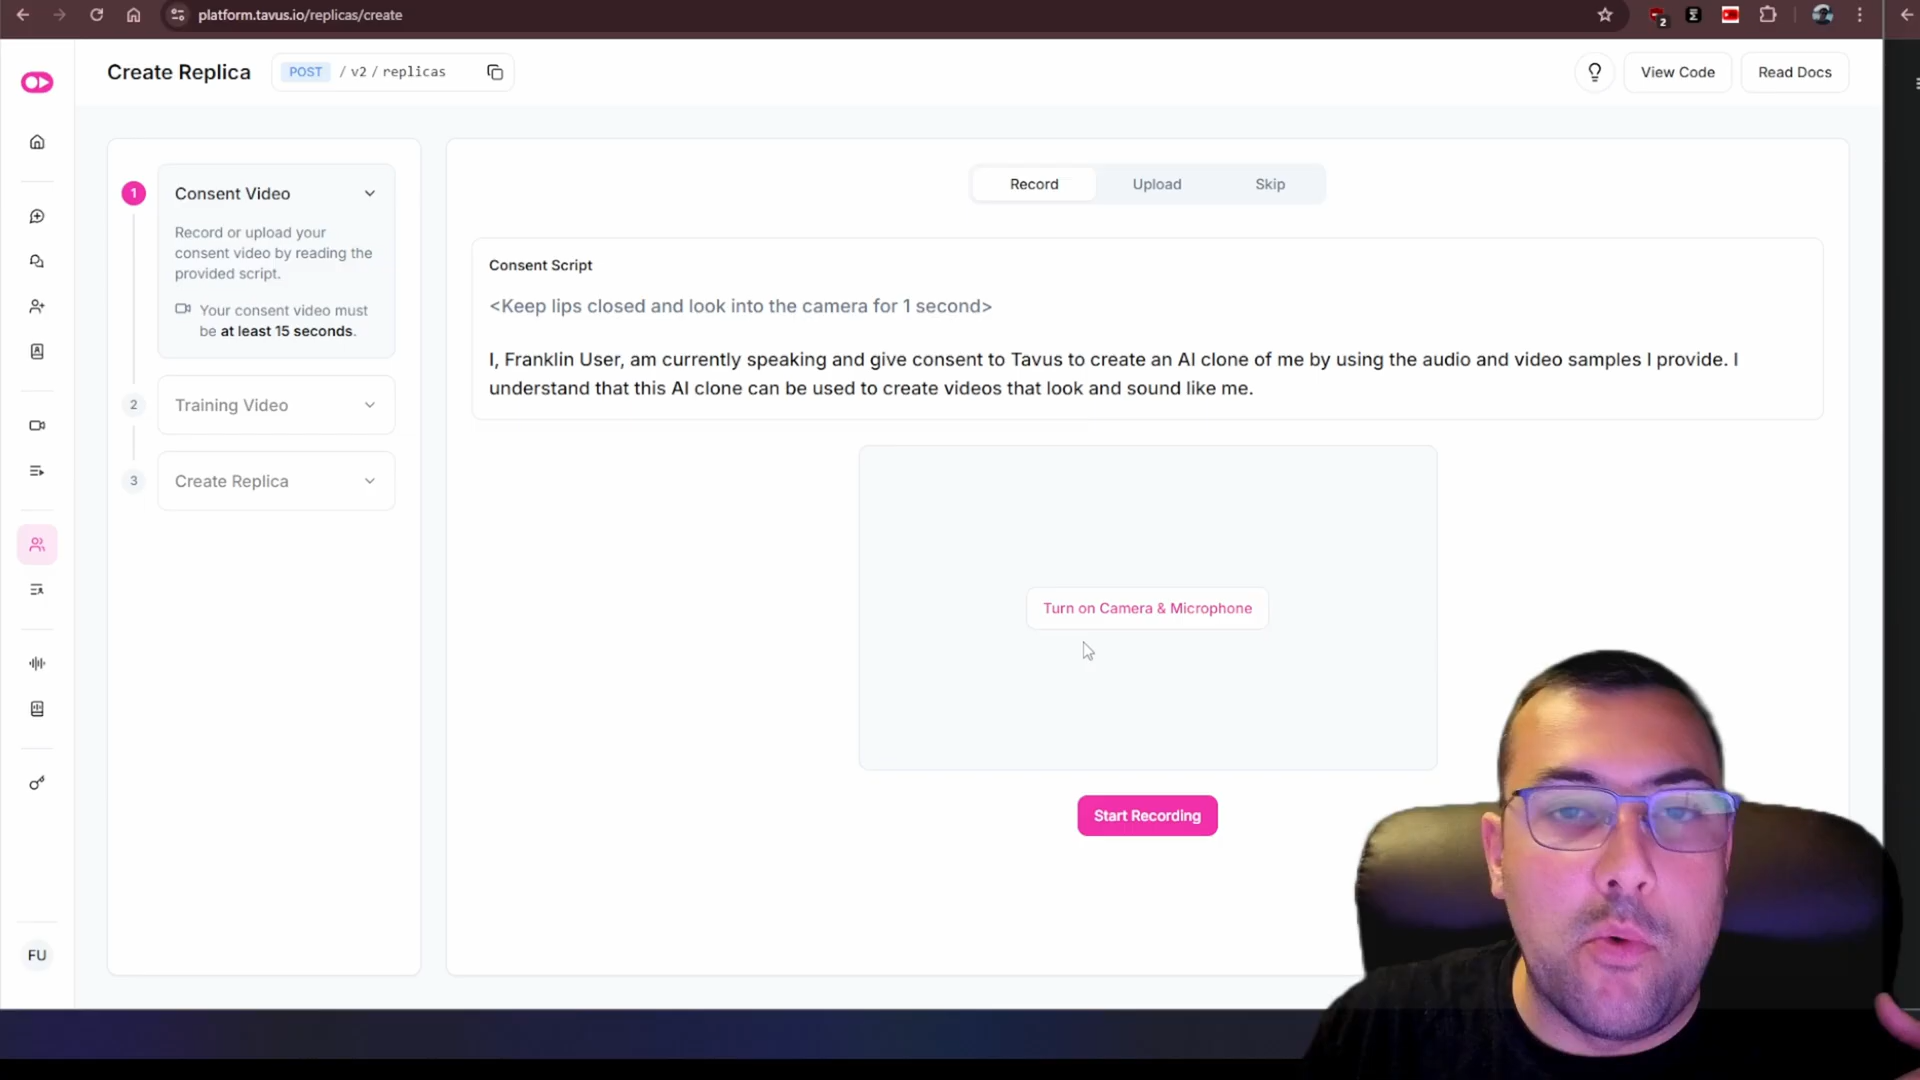 platform.tavus.io/replicas/create
2
Create Replica
POST / v2 / replicas
View Code
Read Docs
1
Consent Video
Record or upload your
consent video by reading the
provided script.
Your consent video must
be at least 15 seconds.
2
Training Video
3
Create Replica
Record
Upload
Skip
Consent Script
<Keep lips closed and look into the camera for 1 second>
I, Franklin User, am currently speaking and give consent to Tavus to create an AI clone of me by using the audio and video samples I provide. I
understand that this AI clone can be used to create videos that look and sound like me.
Turn on Camera & Microphone
Start Recording
FU